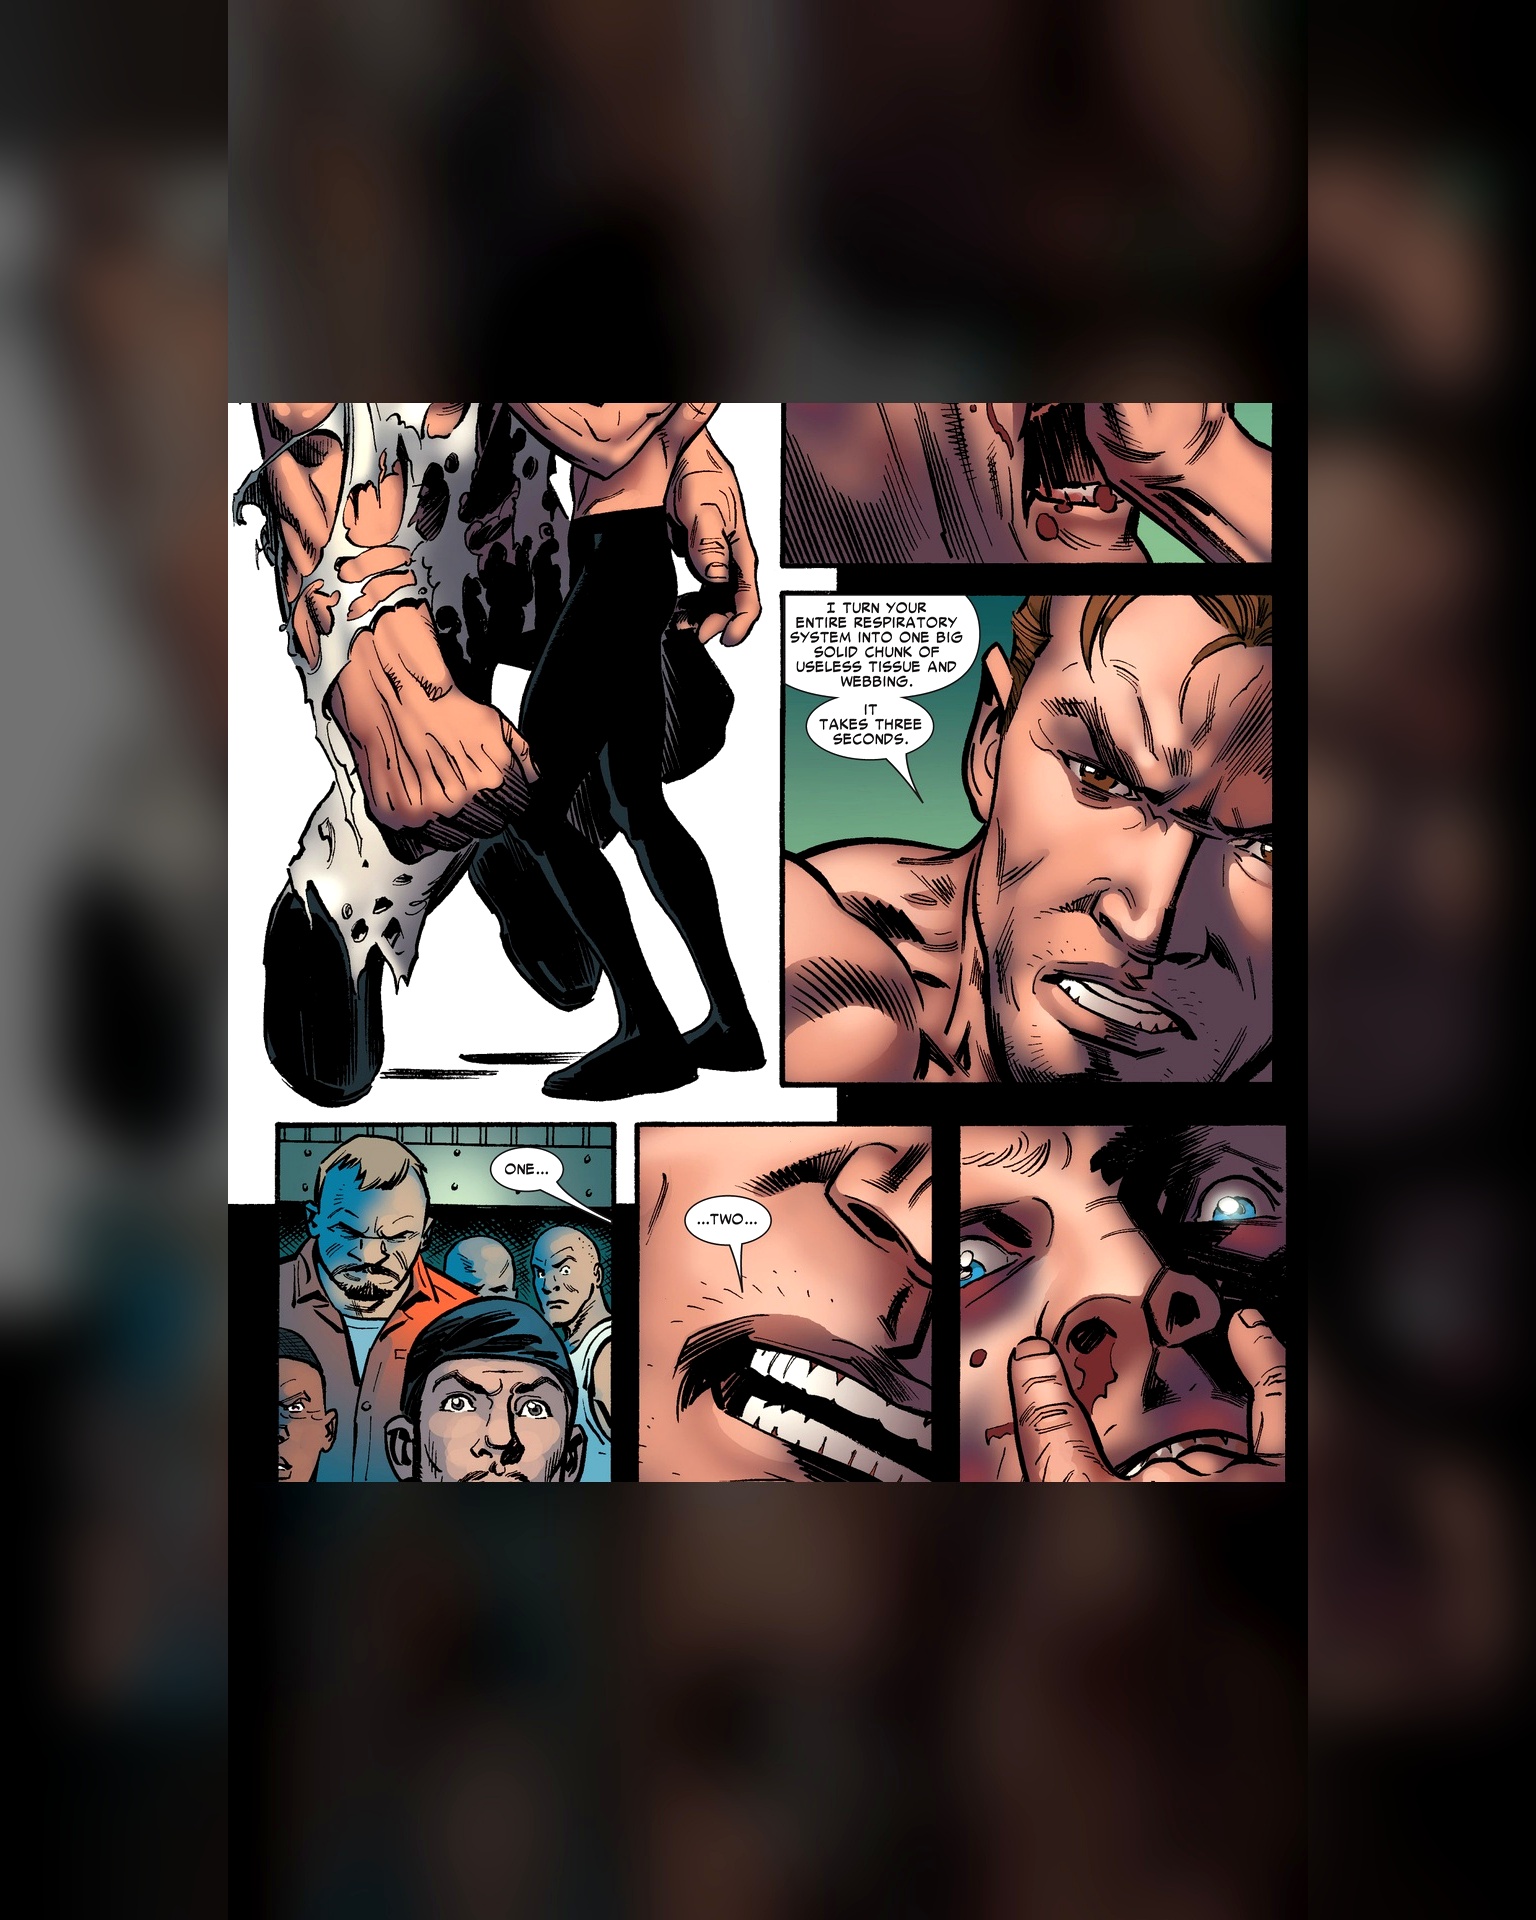 I TURN YOUR
ENTIRE RESPIRATORY
SYSTEM INTO ONE BIG
SOLID CHUNK OF
USELESS TISSUE AND
WEBBING.
IT
TAKES THREE
SECONDS.
ONE...
...TWO...